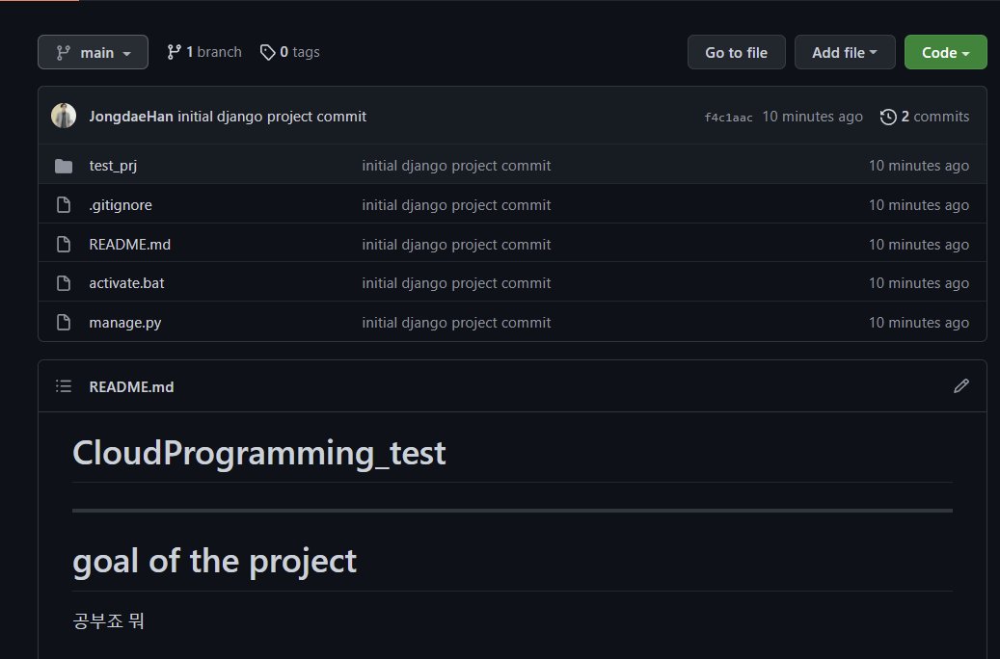 main 1 branch 0 tags Go to file Add file Code
JongdaeHan initial django project commit f4c1aac 10 minutes ago 2 commits
test_prj initial django project commit 10 minutes ago
.gitignore initial django project commit 10 minutes ago
README.md initial django project commit 10 minutes ago
activate.bat initial django project commit 10 minutes ago
manage.py initial django project commit 10 minutes ago
README.md
CloudProgramming_test
goal of the project
공부죠 뭐